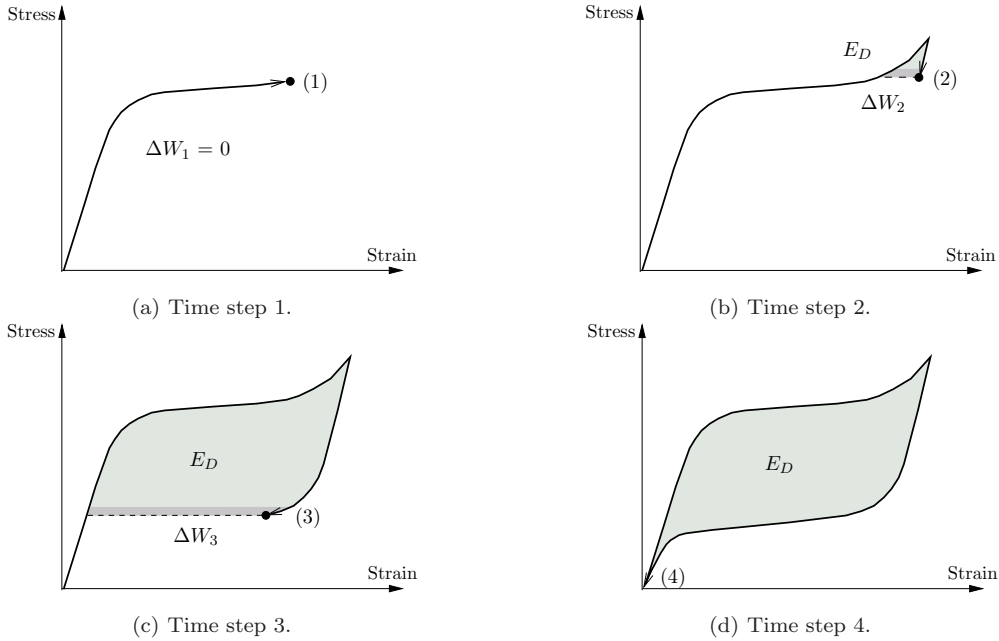 Stress
(1)
ΔW₁ = 0
Strain
(a) Time step 1.
Stress
E_D
(2)
ΔW₂
Strain
(b) Time step 2.
Stress
E_D
(3)
ΔW₃
Strain
(c) Time step 3.
Stress
E_D
(4)
Strain
(d) Time step 4.